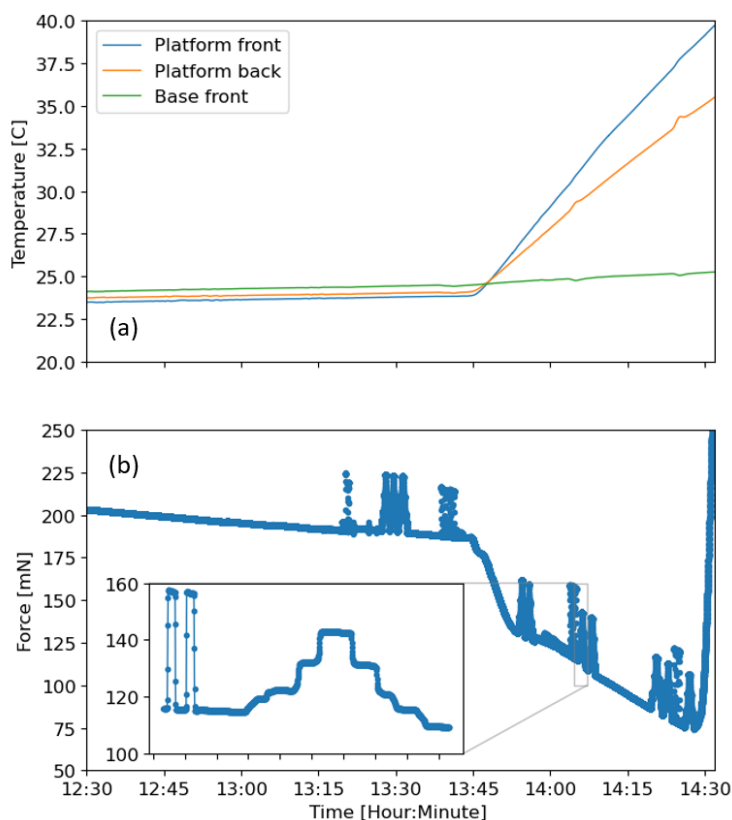 40.0
37.5
35.0
32.5
30.0
27.5
25.0
22.5
20.0
Temperature [C]
Platform front
Platform back
Base front
(a)
250
225
200
175
150
125
100
75
50
Force [mN]
(b)
160
140
120
100
12:30 12:45 13:00 13:15 13:30 13:45 14:00 14:15 14:30
Time [Hour:Minute]